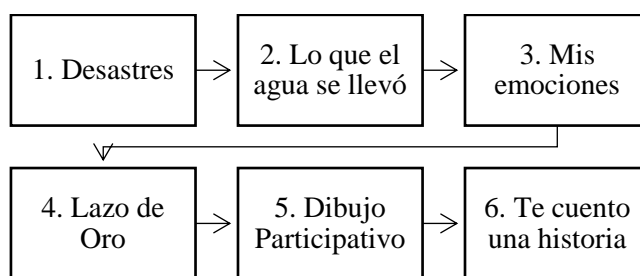 1. Desastres
2. Lo que el
agua se llevó
3. Mis
emociones
4. Lazo de
Oro
5. Dibujo
Participativo
6. Te cuento
una historia